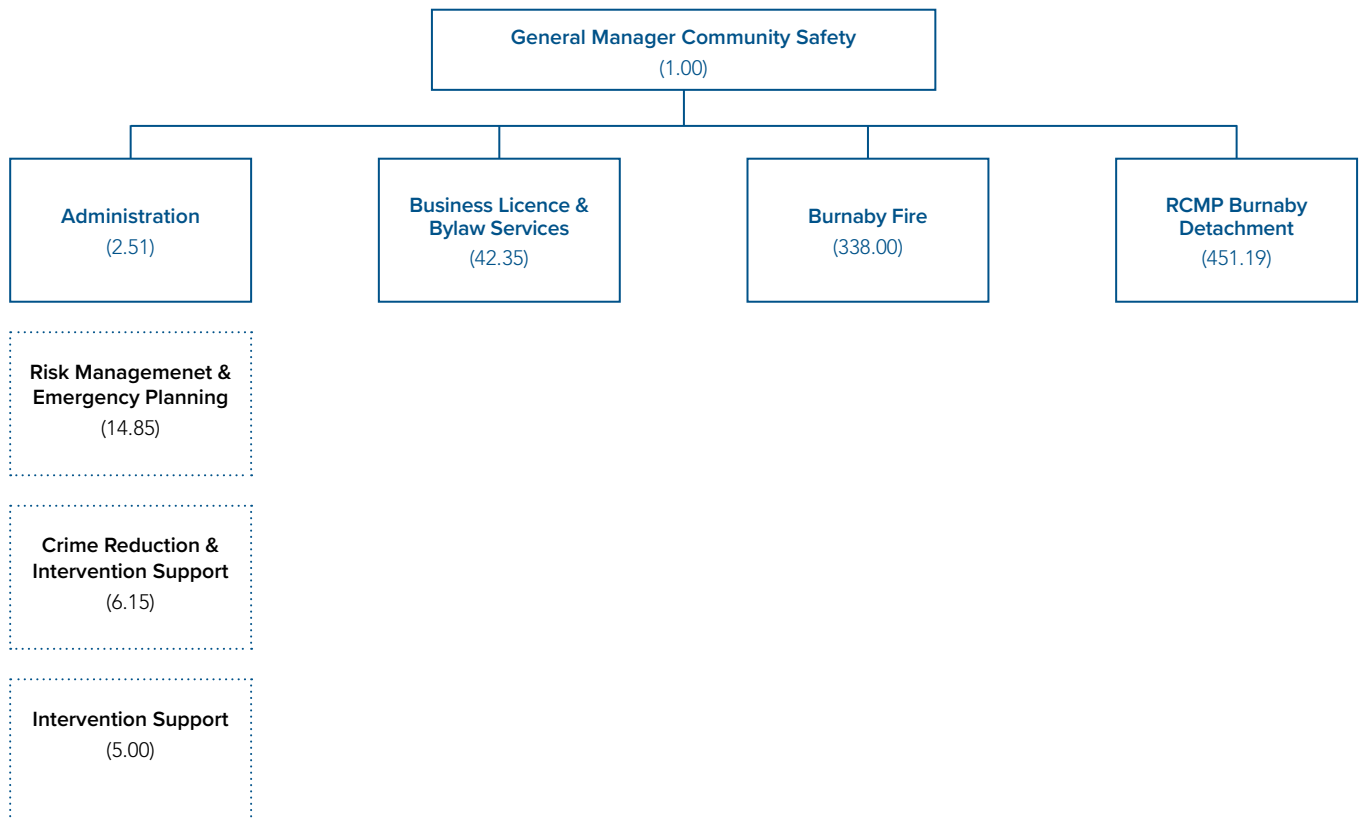 General Manager Community Safety
(1.00)
Administration
(2.51)
Business Licence &
Bylaw Services
(42.35)
Burnaby Fire
(338.00)
RCMP Burnaby
Detachment
(451.19)
Risk Managemenet &
Emergency Planning
(14.85)
Crime Reduction &
Intervention Support
(6.15)
Intervention Support
(5.00)